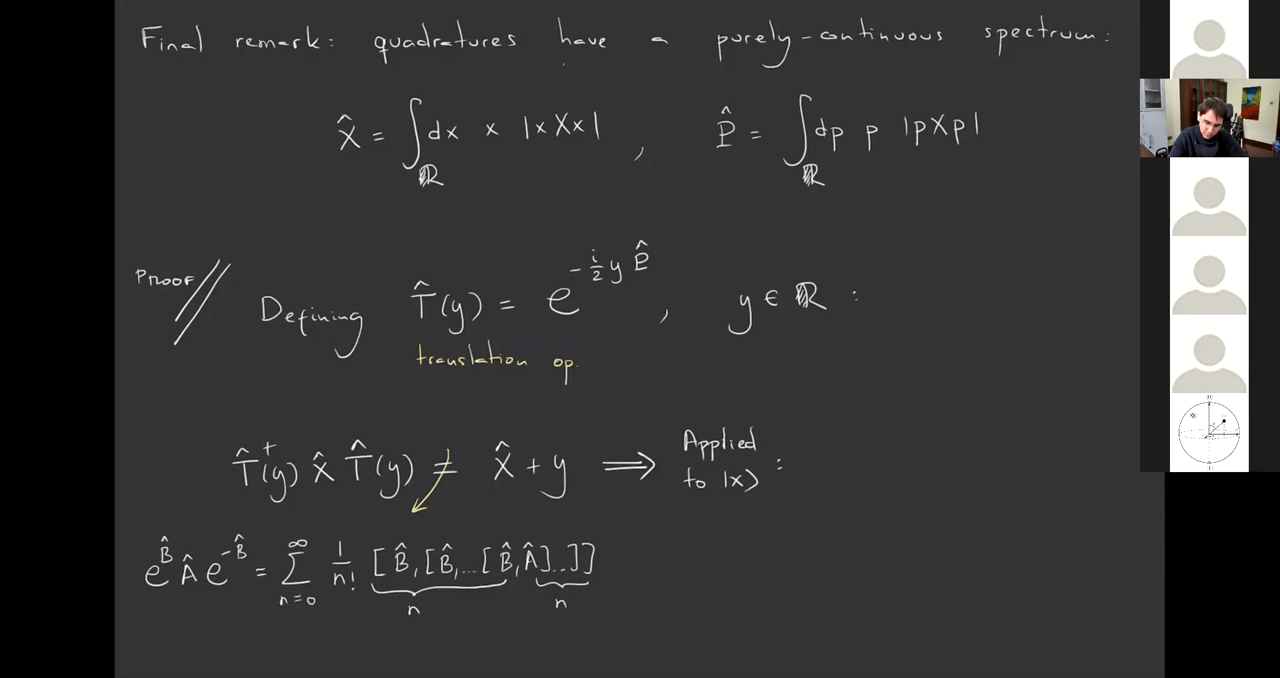 Final remark: quadratures have a purely-continuous spectrum:
X̂ = ∫_ℝ dx x |x⟩⟨x| , P̂ = ∫_ℝ dp p |p⟩⟨p|
PROOF // Defining T̂(y) = e^{-i/2 y P̂} , y ∈ ℝ :
translation op.
T̂†(y) X̂ T̂(y) = X̂ + y ⟹ Applied to |x⟩ :
e^{B̂} Â e^{-B̂} = ∑_{n=0}^{∞} 1/n! [B̂,[B̂,...[B̂,Â]...]]
n n